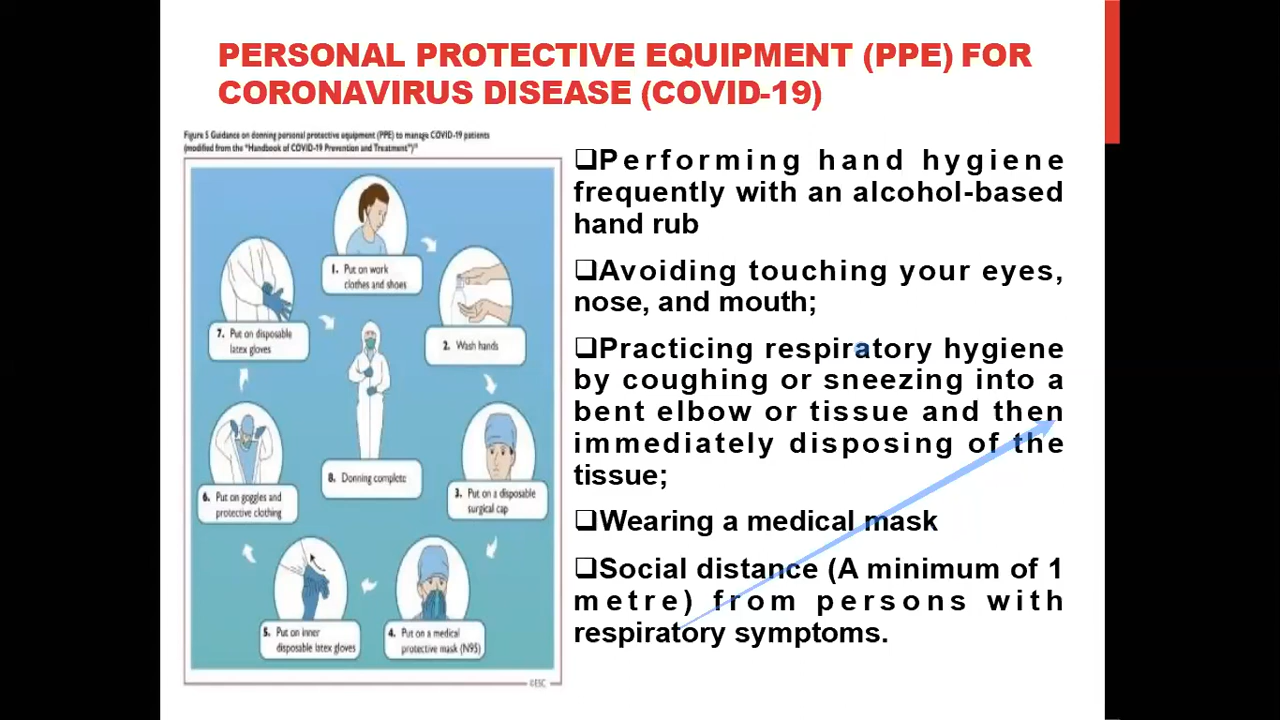 PERSONAL PROTECTIVE EQUIPMENT (PPE) FOR
CORONAVIRUS DISEASE (COVID-19)
Figure 5 Guidance on donning personal protective equipment (PPE) to manage COVID-19 patients
(modified from the "Handbook of COVID-19 Prevention and Treatment")
1. Put on work
clothes and shoes
2. Wash hands
3. Put on a disposable
surgical cap
4. Put on a medical
protective mask (N95)
5. Put on inner
disposable latex gloves
6. Put on goggles and
protective clothing
7. Put on disposable
latex gloves
8. Donning complete
©ESC
❑Performing hand hygiene
frequently with an alcohol-based
hand rub
❑Avoiding touching your eyes,
nose, and mouth;
❑Practicing respiratory hygiene
by coughing or sneezing into a
bent elbow or tissue and then
immediately disposing of the
tissue;
❑Wearing a medical mask
❑Social distance (A minimum of 1
metre) from persons with
respiratory symptoms.